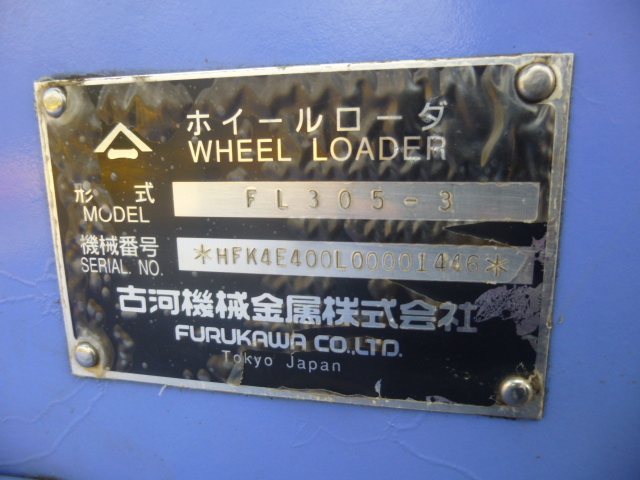 ホイールローダ
WHEEL LOADER
形式 FL305-3
MODEL
機械番号 *HFK4E400L00001446*
SERIAL NO.
古河機械金属株式会社
FURUKAWA CO.,LTD.
Tokyo Japan